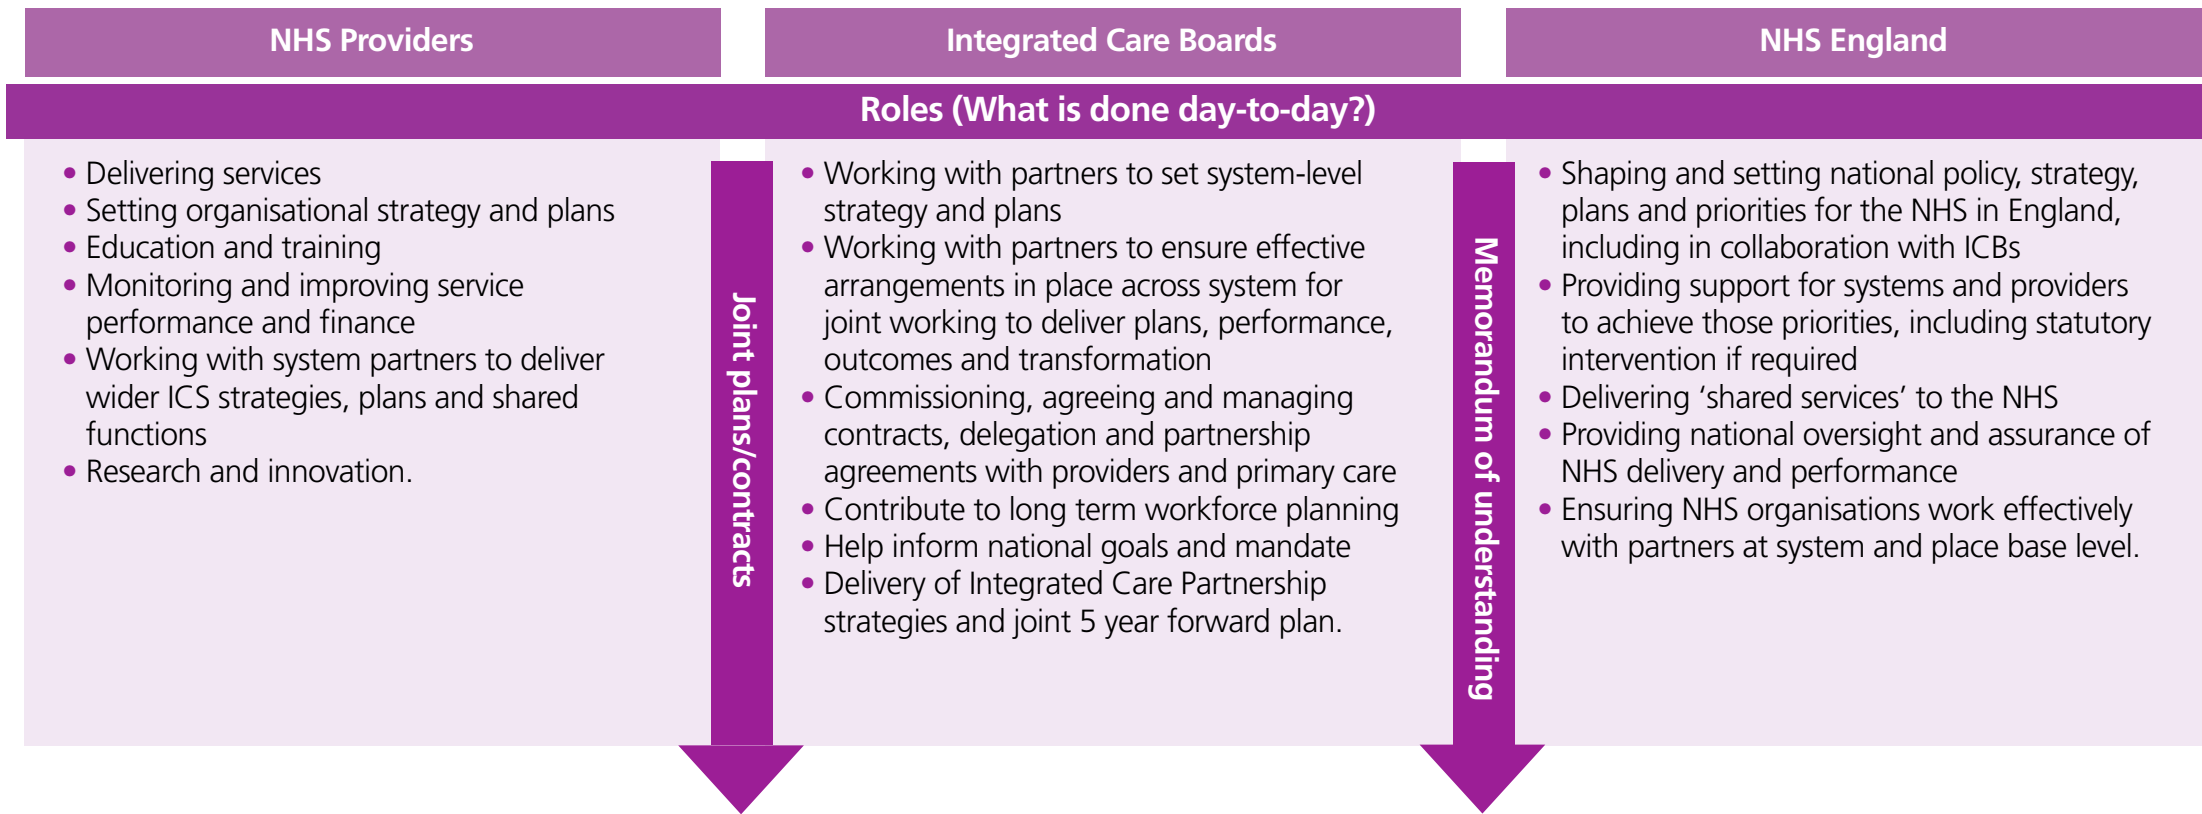 NHS Providers
Integrated Care Boards
NHS England
Roles (What is done day-to-day?)
• Delivering services
• Setting organisational strategy and plans
• Education and training
• Monitoring and improving service
performance and finance
• Working with system partners to deliver
wider ICS strategies, plans and shared
functions
• Research and innovation.
Joint plans/contracts
• Working with partners to set system-level
strategy and plans
• Working with partners to ensure effective
arrangements in place across system for
joint working to deliver plans, performance,
outcomes and transformation
• Commissioning, agreeing and managing
contracts, delegation and partnership
agreements with providers and primary care
• Contribute to long term workforce planning
• Help inform national goals and mandate
• Delivery of Integrated Care Partnership
strategies and joint 5 year forward plan.
Memorandum of understanding
• Shaping and setting national policy, strategy,
plans and priorities for the NHS in England,
including in collaboration with ICBs
• Providing support for systems and providers
to achieve those priorities, including statutory
intervention if required
• Delivering ‘shared services’ to the NHS
• Providing national oversight and assurance of
NHS delivery and performance
• Ensuring NHS organisations work effectively
with partners at system and place base level.